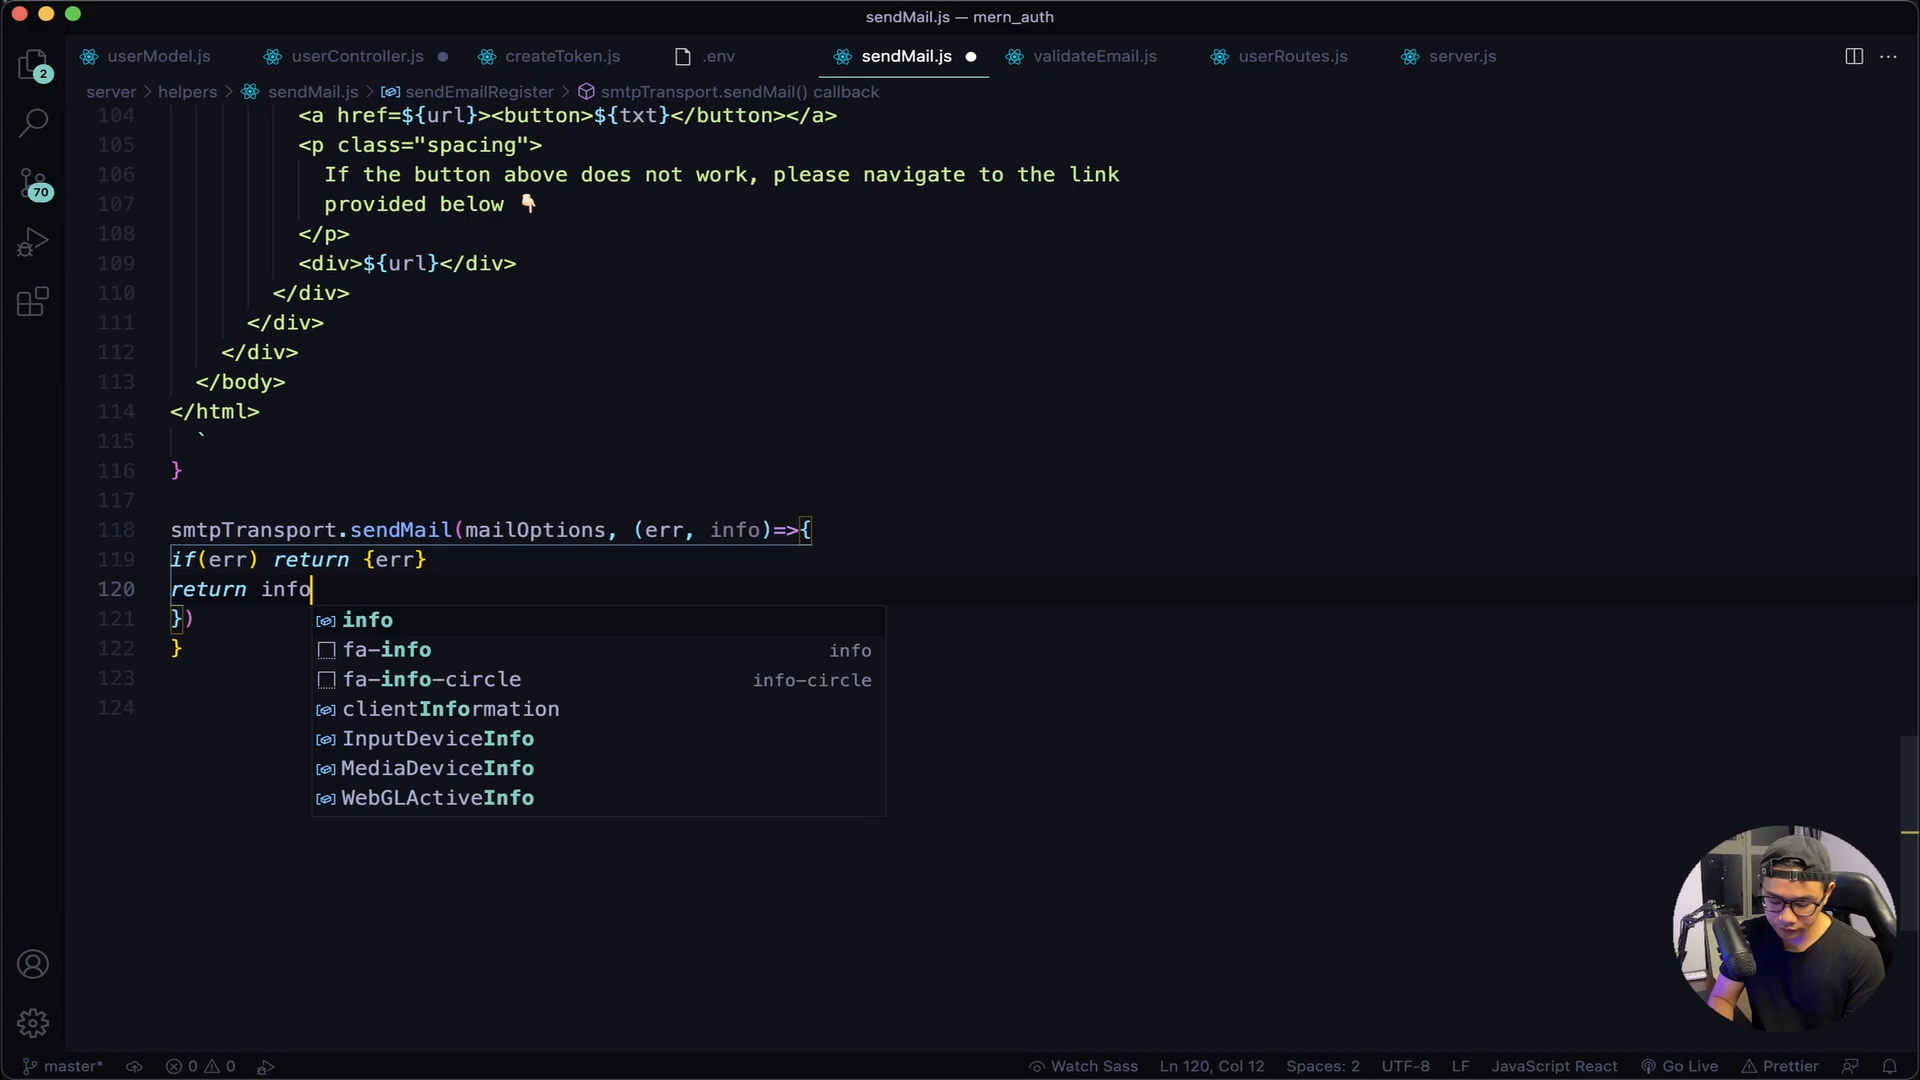 sendMail.js — mern_auth
userModel.js userController.js createToken.js .env sendMail.js validateEmail.js userRoutes.js server.js
server > helpers > sendMail.js > sendEmailRegister > smtpTransport.sendMail() callback
104 <a href=${url}><button>${txt}</button></a>
105 <p class="spacing">
106 If the button above does not work, please navigate to the link
107 provided below 👇🏻
108 </p>
109 <div>${url}</div>
110 </div>
111 </div>
112 </div>
113 </body>
114 </html>
115 `
116 }
117
118 smtpTransport.sendMail(mailOptions, (err, info)=>{
119 if(err) return {err}
120 return info
121 })
122 }
123
124
info
fa-info info
fa-info-circle info-circle
clientInformation
InputDeviceInfo
MediaDeviceInfo
WebGLActiveInfo
2
70
master* 0 0 Watch Sass Ln 120, Col 12 Spaces: 2 UTF-8 LF JavaScript React Go Live Prettier